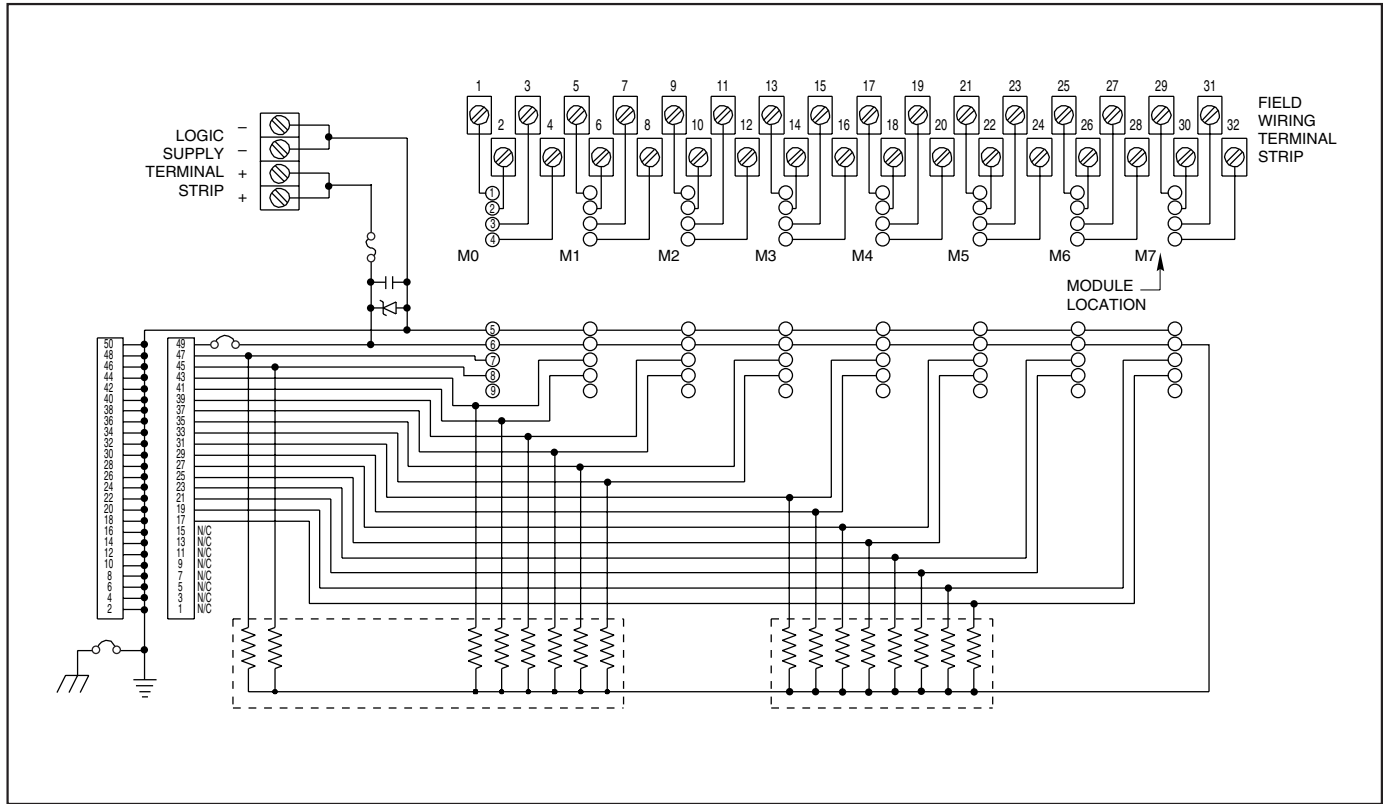 1 3 5 7 9 11 13 15 17 19 21 23 25 27 29 31
2 4 6 8 10 12 14 16 18 20 22 24 26 28 30 32
FIELD
WIRING
TERMINAL
STRIP
LOGIC –
SUPPLY –
TERMINAL +
STRIP +
1
2
3
4
M0 M1 M2 M3 M4 M5 M6 M7
MODULE
LOCATION
5
6
7
8
9
50 49
48 47
46 45
44 43
42 41
40 39
38 37
36 35
34 33
32 31
30 29
28 27
26 25
24 23
22 21
20 19
18 17
16 15 N/C
14 13 N/C
12 11 N/C
10 9 N/C
8 7 N/C
6 5 N/C
4 3 N/C
2 1 N/C